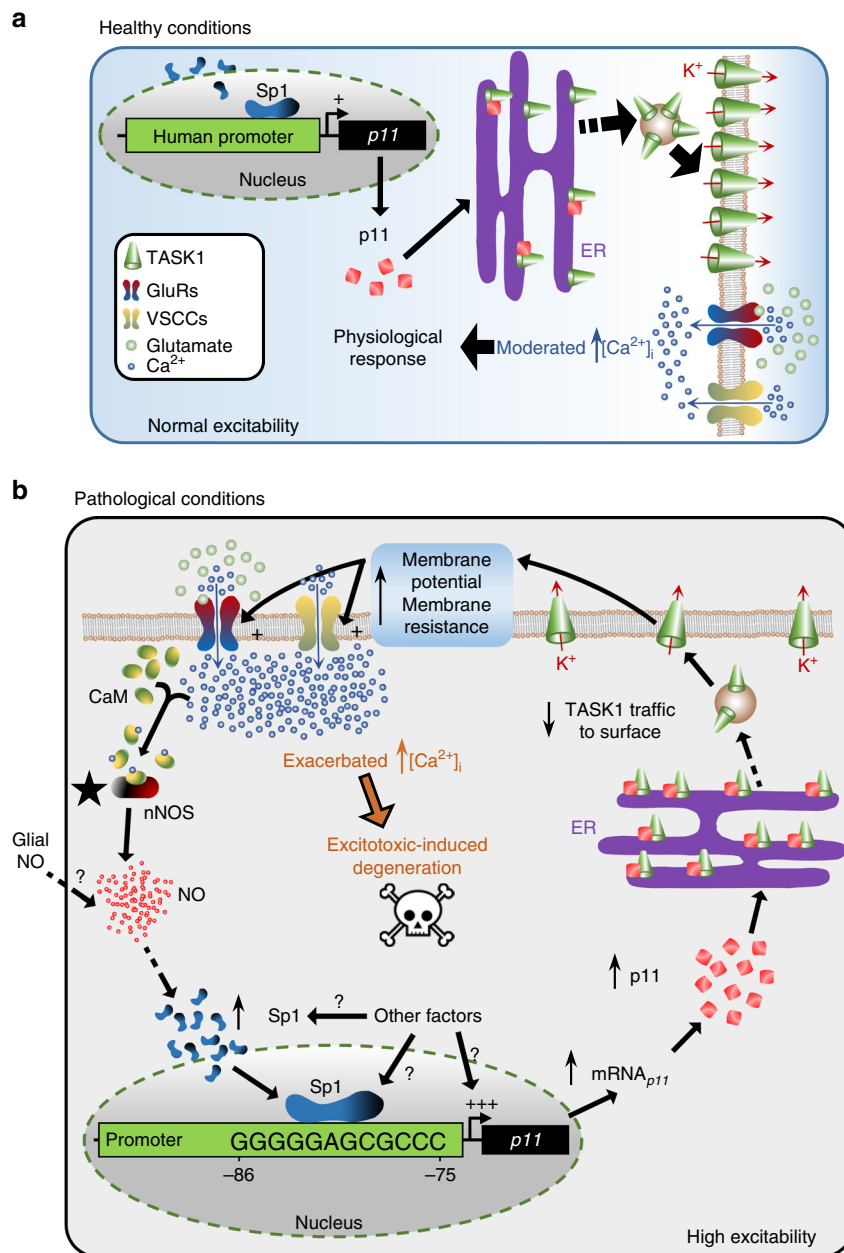 a
Healthy conditions
Sp1
+
Human promoter
p11
Nucleus
p11
ER
K+
TASK1
GluRs
VSCCs
Glutamate
Ca2+
Physiological
response
Moderated ↑[Ca2+]i
Normal excitability
b
Pathological conditions
↑ Membrane
potential
Membrane
resistance
+
+
K+
K+
CaM
↓ TASK1 traffic
to surface
Exacerbated ↑[Ca2+]i
★
nNOS
Excitotoxic-induced
degeneration
ER
Glial
NO
?
NO
↑ p11
↑ Sp1
?
Other factors
?
?
↑ mRNAp11
Sp1
+++
Promoter
GGGGGAGCGCCC
p11
–86
–75
Nucleus
High excitability